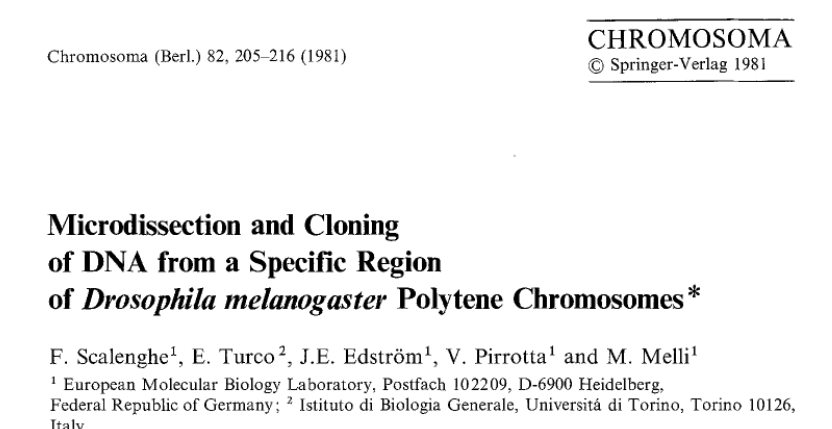 Chromosoma (Berl.) 82, 205–216 (1981)
CHROMOSOMA
© Springer-Verlag 1981
Microdissection and Cloning
of DNA from a Specific Region
of Drosophila melanogaster Polytene Chromosomes*
F. Scalenghe¹, E. Turco², J.E. Edström¹, V. Pirrotta¹ and M. Melli¹
¹ European Molecular Biology Laboratory, Postfach 102209, D-6900 Heidelberg,
Federal Republic of Germany; ² Istituto di Biologia Generale, Universitá di Torino, Torino 10126,
Italy